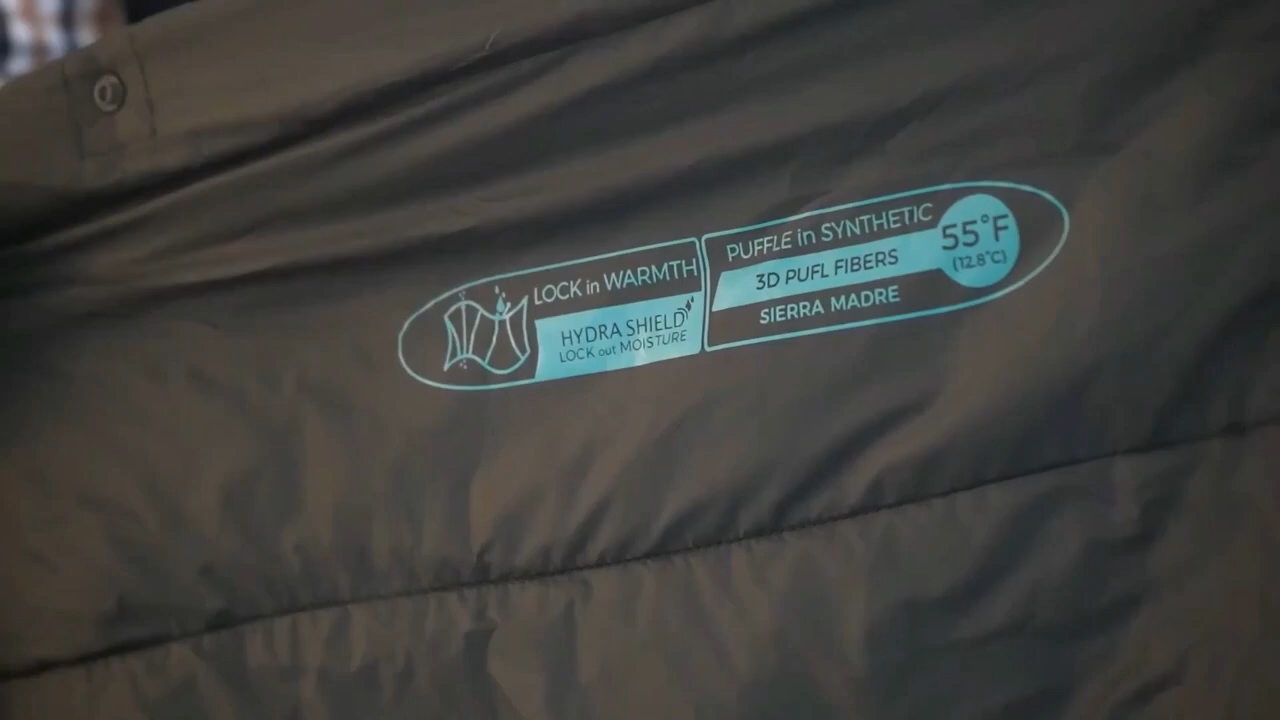 LOCK in WARMTH
HYDRA SHIELD
LOCK out MOISTURE
PUFFLE in SYNTHETIC
3D PUFL FIBERS
SIERRA MADRE
55°F
(12.8°C)